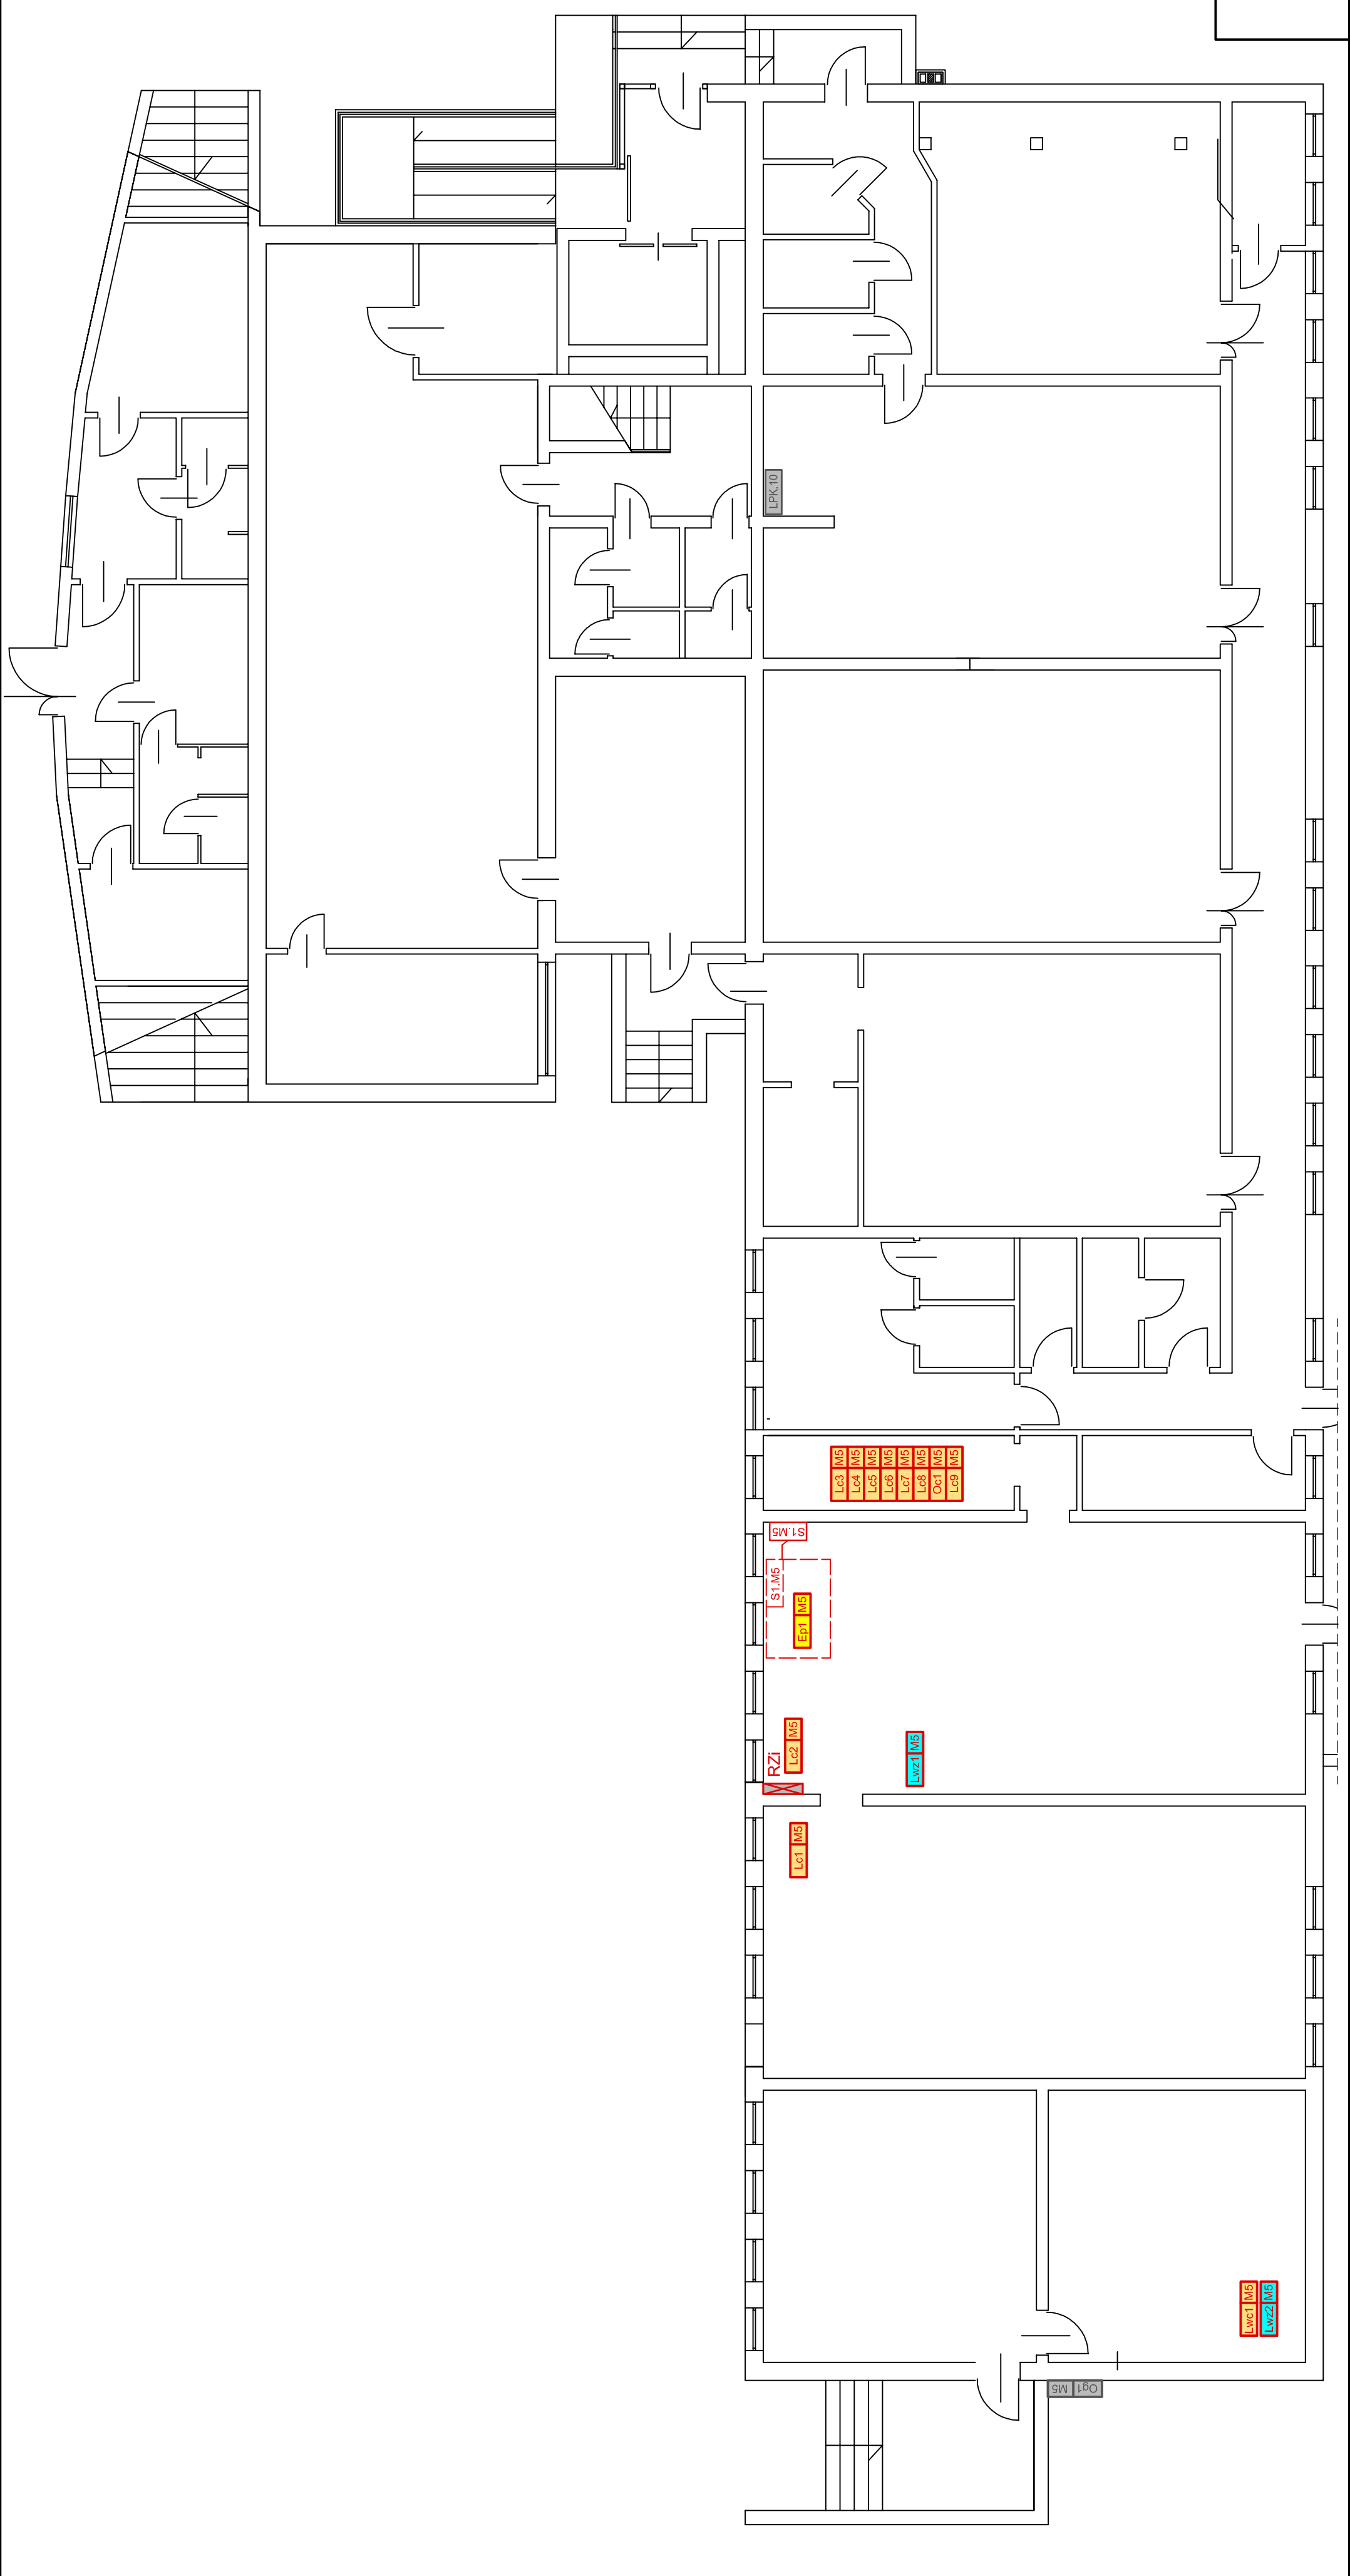 LPK.10
Lc3 M5
Lc4 M5
Lc5 M5
Lc6 M5
Lc7 M5
Lc8 M5
Oc1 M5
Lc9 M5
S1.M5
S1.M5
Ep1 M5
Lc2 M5
RZi
Lwz1 M5
Lc1 M5
Lwc1 M5
Lwz2 M5
Og1 M5